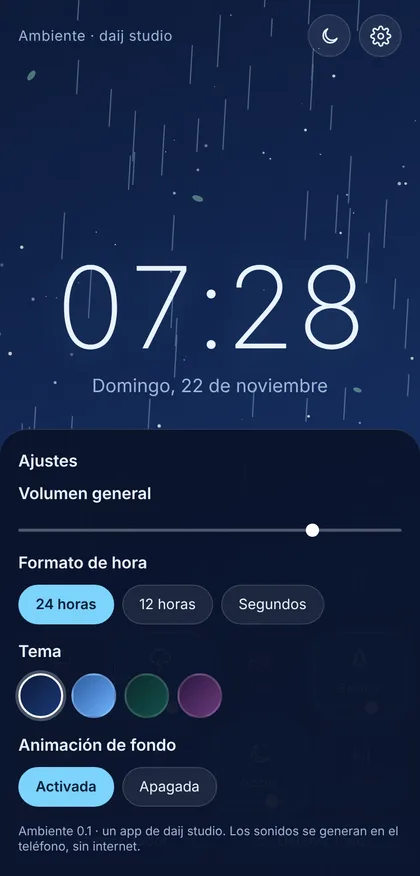 Ambiente · daij studio
07:28
Domingo, 22 de noviembre
Ajustes
Volumen general
Formato de hora
24 horas 12 horas Segundos
Tema
Animación de fondo
Activada Apagada
Ambiente 0.1 · un app de daij studio. Los sonidos se generan en el
teléfono, sin internet.